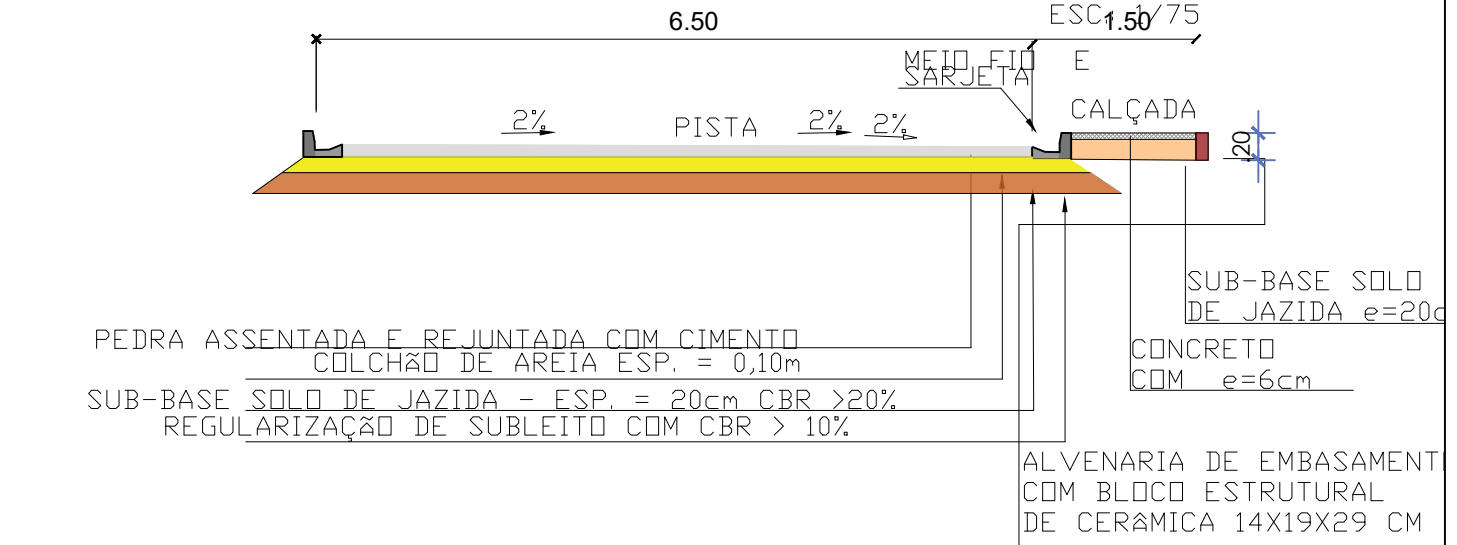 ESC. 1/75
6.50
1.50
MEIO FIO E
SARJETA
CALÇADA
2%
PISTA
2%
2%
20
SUB-BASE SOLO
DE JAZIDA e=20c
PEDRA ASSENTADA E REJUNTADA COM CIMENTO
COLCHÃO DE AREIA ESP. = 0,10m
CONCRETO
COM e=6cm
SUB-BASE SOLO DE JAZIDA - ESP. = 20cm CBR >20%
REGULARIZAÇÃO DE SUBLEITO COM CBR > 10%
ALVENARIA DE EMBASAMENT
COM BLOCO ESTRUTURAL
DE CERÂMICA 14X19X29 CM